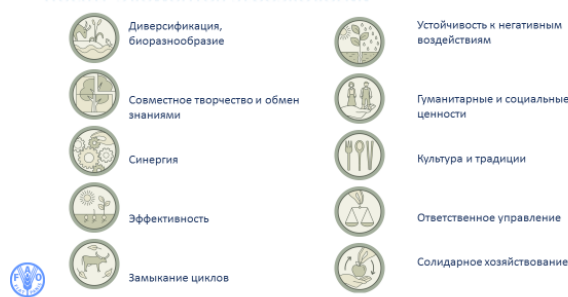 Диверсификация,
биоразнообразие
Совместное творчество и обмен
знаниями
Синергия
Эффективность
Замыкание циклов
Устойчивость к негативным
воздействиям
Гуманитарные и социальные
ценности
Культура и традиции
Ответственное управление
Солидарное хозяйствование
F A O